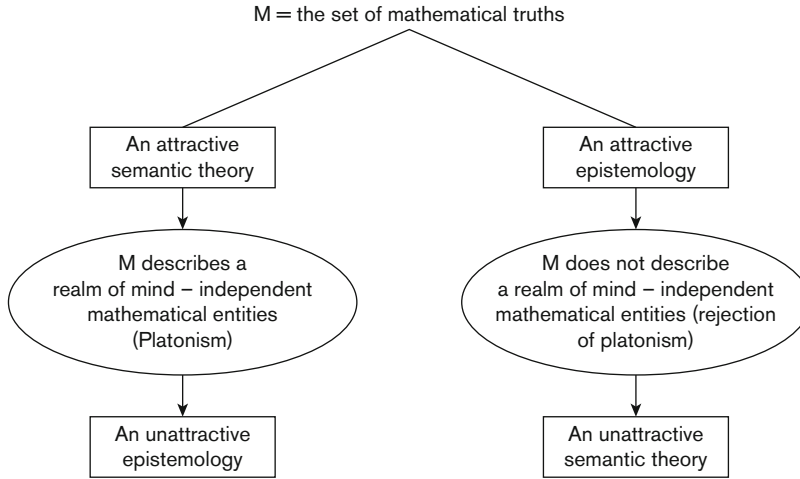 M = the set of mathematical truths
An attractive
semantic theory
An attractive
epistemology
M describes a
realm of mind – independent
mathematical entities
(Platonism)
M does not describe
a realm of mind – independent
mathematical entities (rejection
of platonism)
An unattractive
epistemology
An unattractive
semantic theory